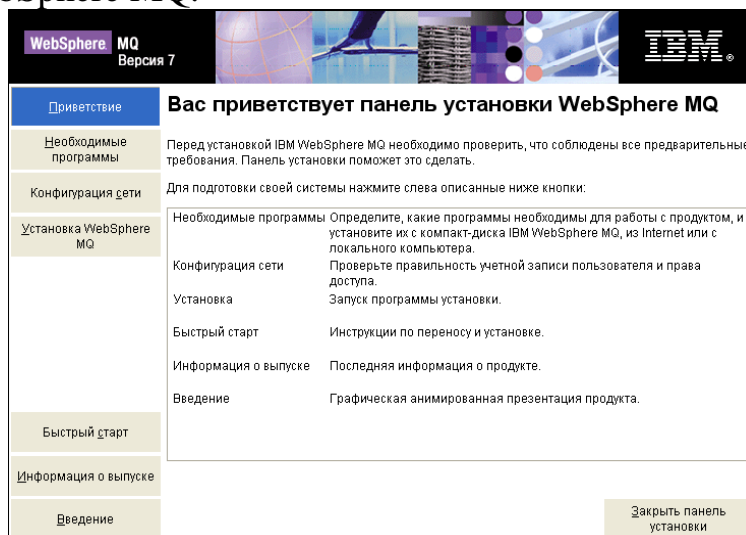 Sphere MQ.
WebSphere MQ
Версия 7
IBM
Приветствие
Необходимые
программы
Конфигурация сети
Установка WebSphere
MQ
Быстрый старт
Информация о выпуске
Введение
Вас приветствует панель установки WebSphere MQ
Перед установкой IBM WebSphere MQ необходимо проверить, что соблюдены все предварительные
требования. Панель установки поможет это сделать.
Для подготовки своей системы нажмите слева описанные ниже кнопки:
Необходимые программы Определите, какие программы необходимы для работы с продуктом, и
установите их с компакт-диска IBM WebSphere MQ, из Internet или с
локального компьютера.
Конфигурация сети Проверьте правильность учетной записи пользователя и права
доступа.
Установка Запуск программы установки.
Быстрый старт Инструкции по переносу и установке.
Информация о выпуске Последняя информация о продукте.
Введение Графическая анимированная презентация продукта.
Закрыть панель
установки